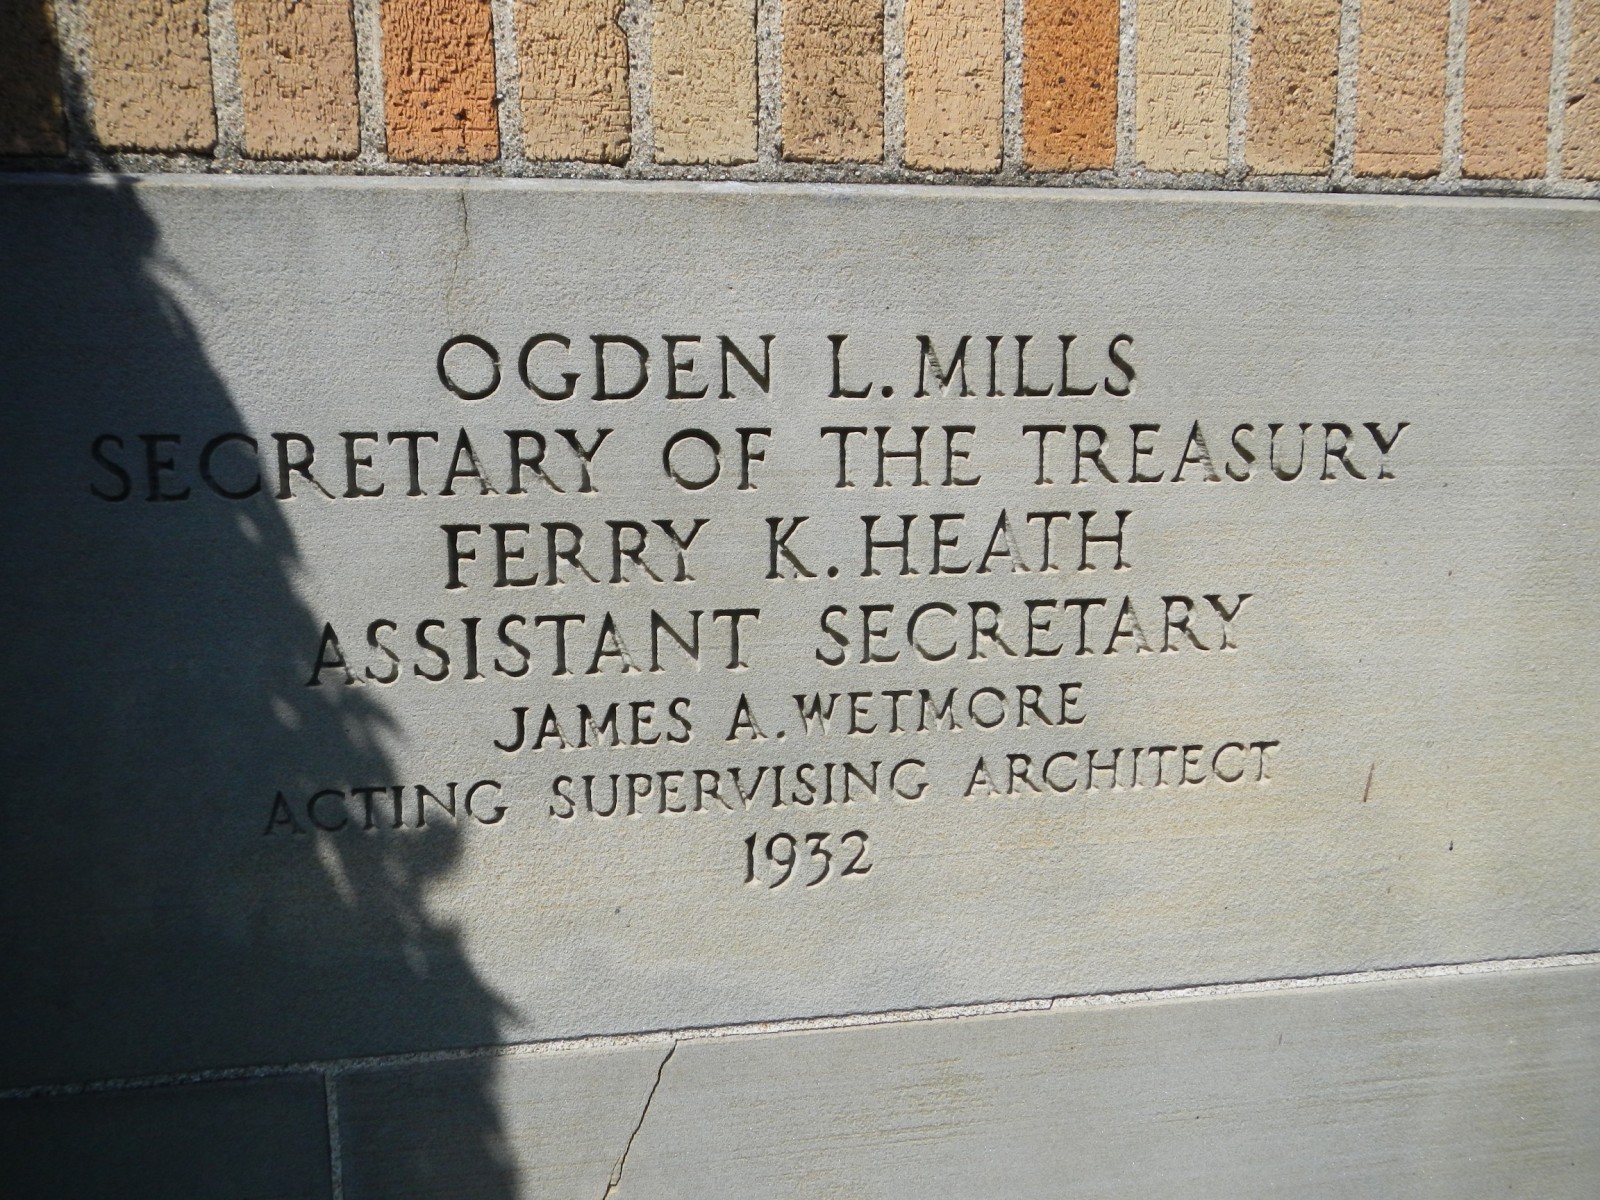 OGDEN L. MILLS
SECRETARY OF THE TREASURY
FERRY K. HEATH
ASSISTANT SECRETARY
JAMES A. WETMORE
ACTING SUPERVISING ARCHITECT
1932